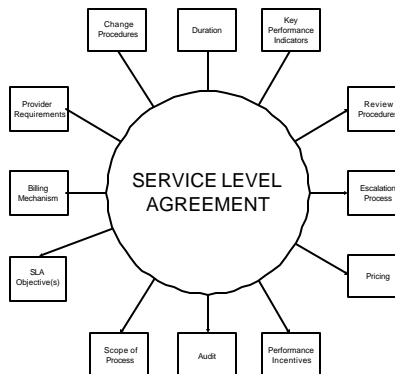 Change
Procedures
Duration
Key
Performance
Indicators
Provider
Requirements
Review
Procedures
SERVICE LEVEL
AGREEMENT
Billing
Mechanism
Escalation
Process
SLA
Objective(s)
Pricing
Scope of
Process
Audit
Performance
Incentives